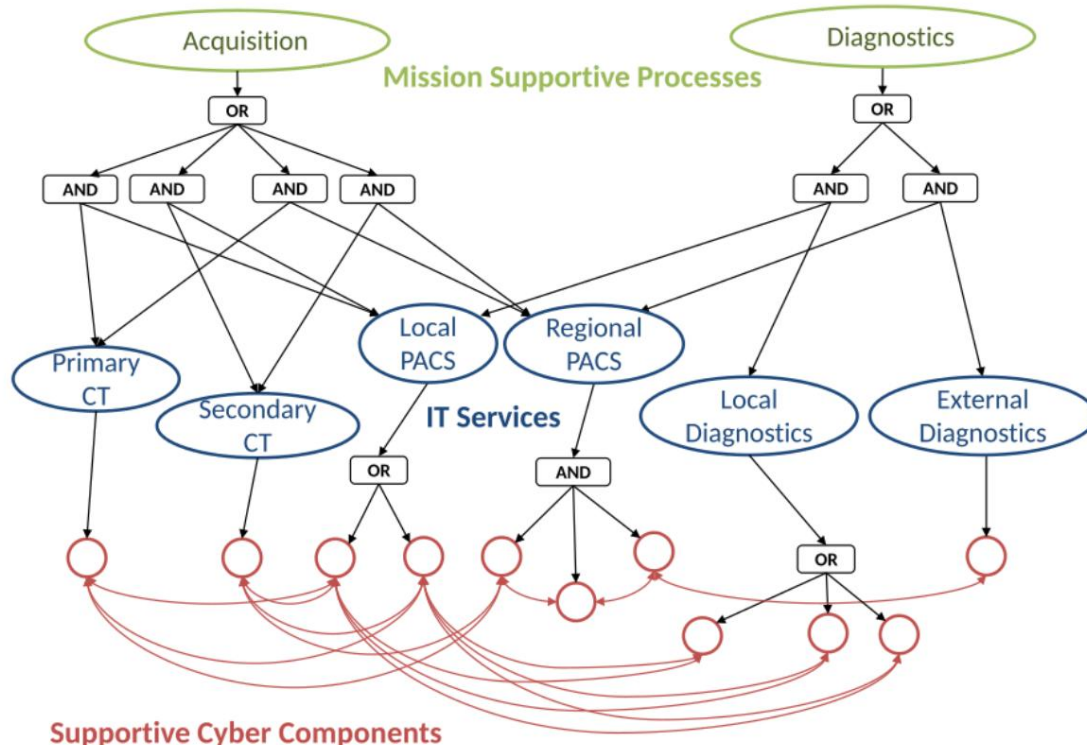 Acquisition
Diagnostics
Mission Supportive Processes
OR
OR
AND
AND
AND
AND
AND
AND
Local
PACS
Regional
PACS
Primary
CT
Secondary
CT
IT Services
Local
Diagnostics
External
Diagnostics
OR
AND
OR
Supportive Cyber Components